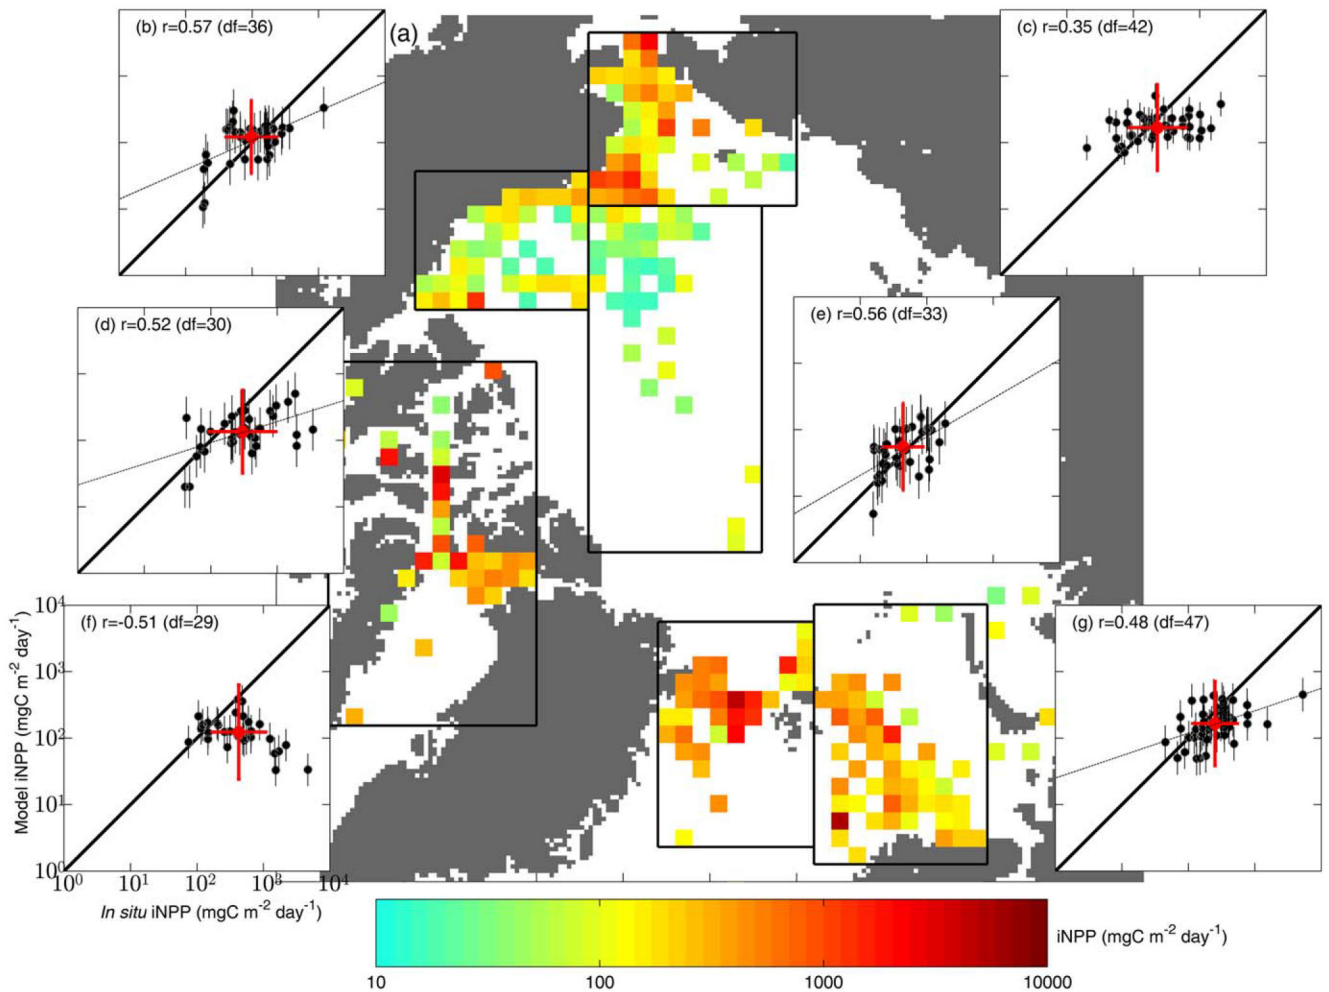 (b) r=0.57 (df=36)
(a)
(c) r=0.35 (df=42)
(d) r=0.52 (df=30)
(e) r=0.56 (df=33)
(f) r=-0.51 (df=29)
(g) r=0.48 (df=47)
Model iNPP (mgC m⁻² day⁻¹)
10⁴
10³
10²
10¹
10⁰
10⁰ 10¹ 10² 10³ 10⁴
In situ iNPP (mgC m⁻² day⁻¹)
iNPP (mgC m⁻² day⁻¹)
10 100 1000 10000